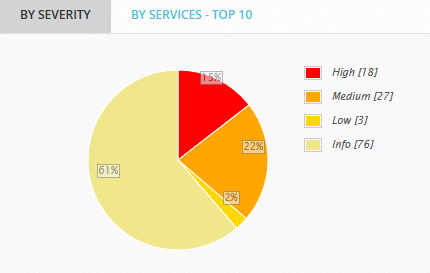 BY SEVERITY
BY SERVICES - TOP 10
15%
22%
2%
61%
High [18]
Medium [27]
Low [3]
Info [76]